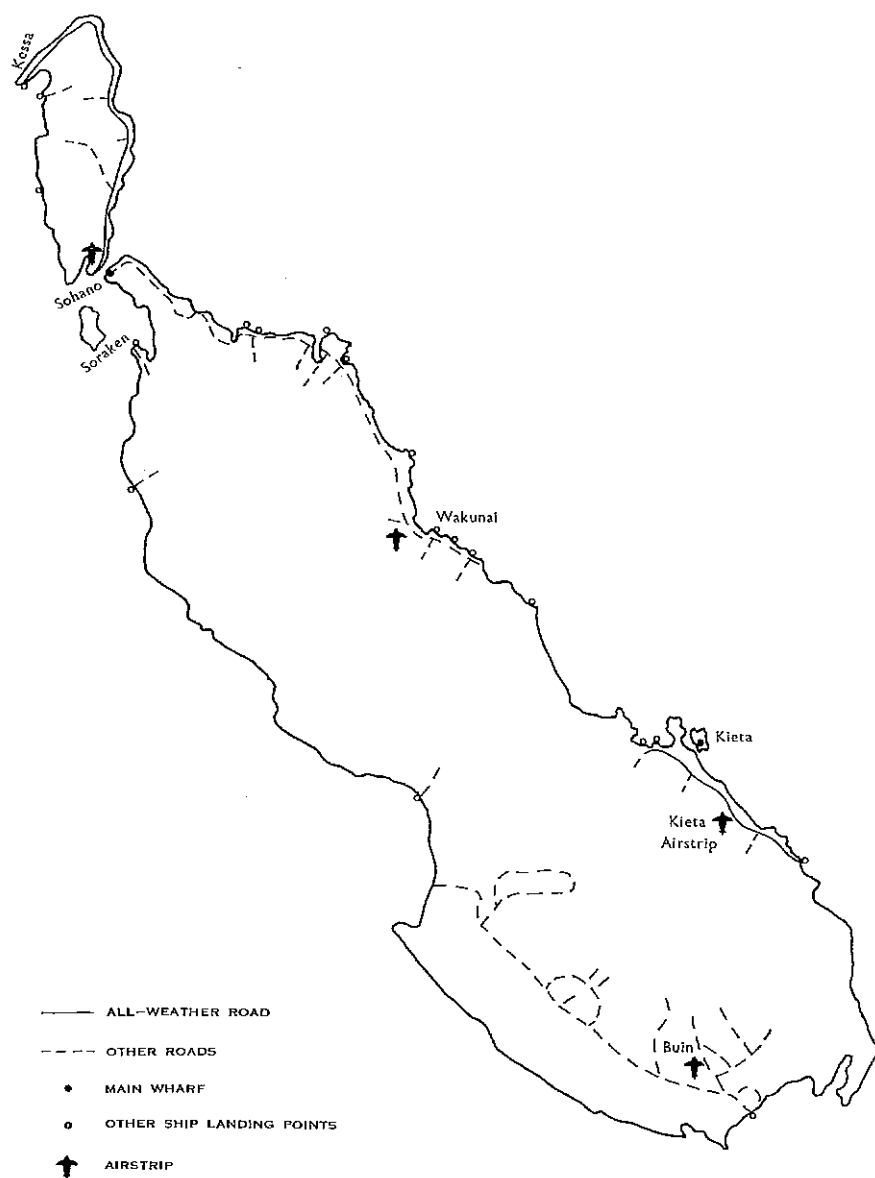 Kessa
Sohano
Soraken
Wakunai
Kieta
Kieta
Airstrip
Buin
ALL-WEATHER ROAD
OTHER ROADS
MAIN WHARF
OTHER SHIP LANDING POINTS
AIRSTRIP